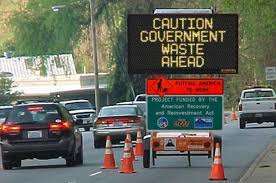 CAUTION
GOVERNMENT
WASTE
AHEAD
PUTTING AMERICA
TO WORK
PROJECT FUNDED BY THE
American Recovery
and Reinvestment Act